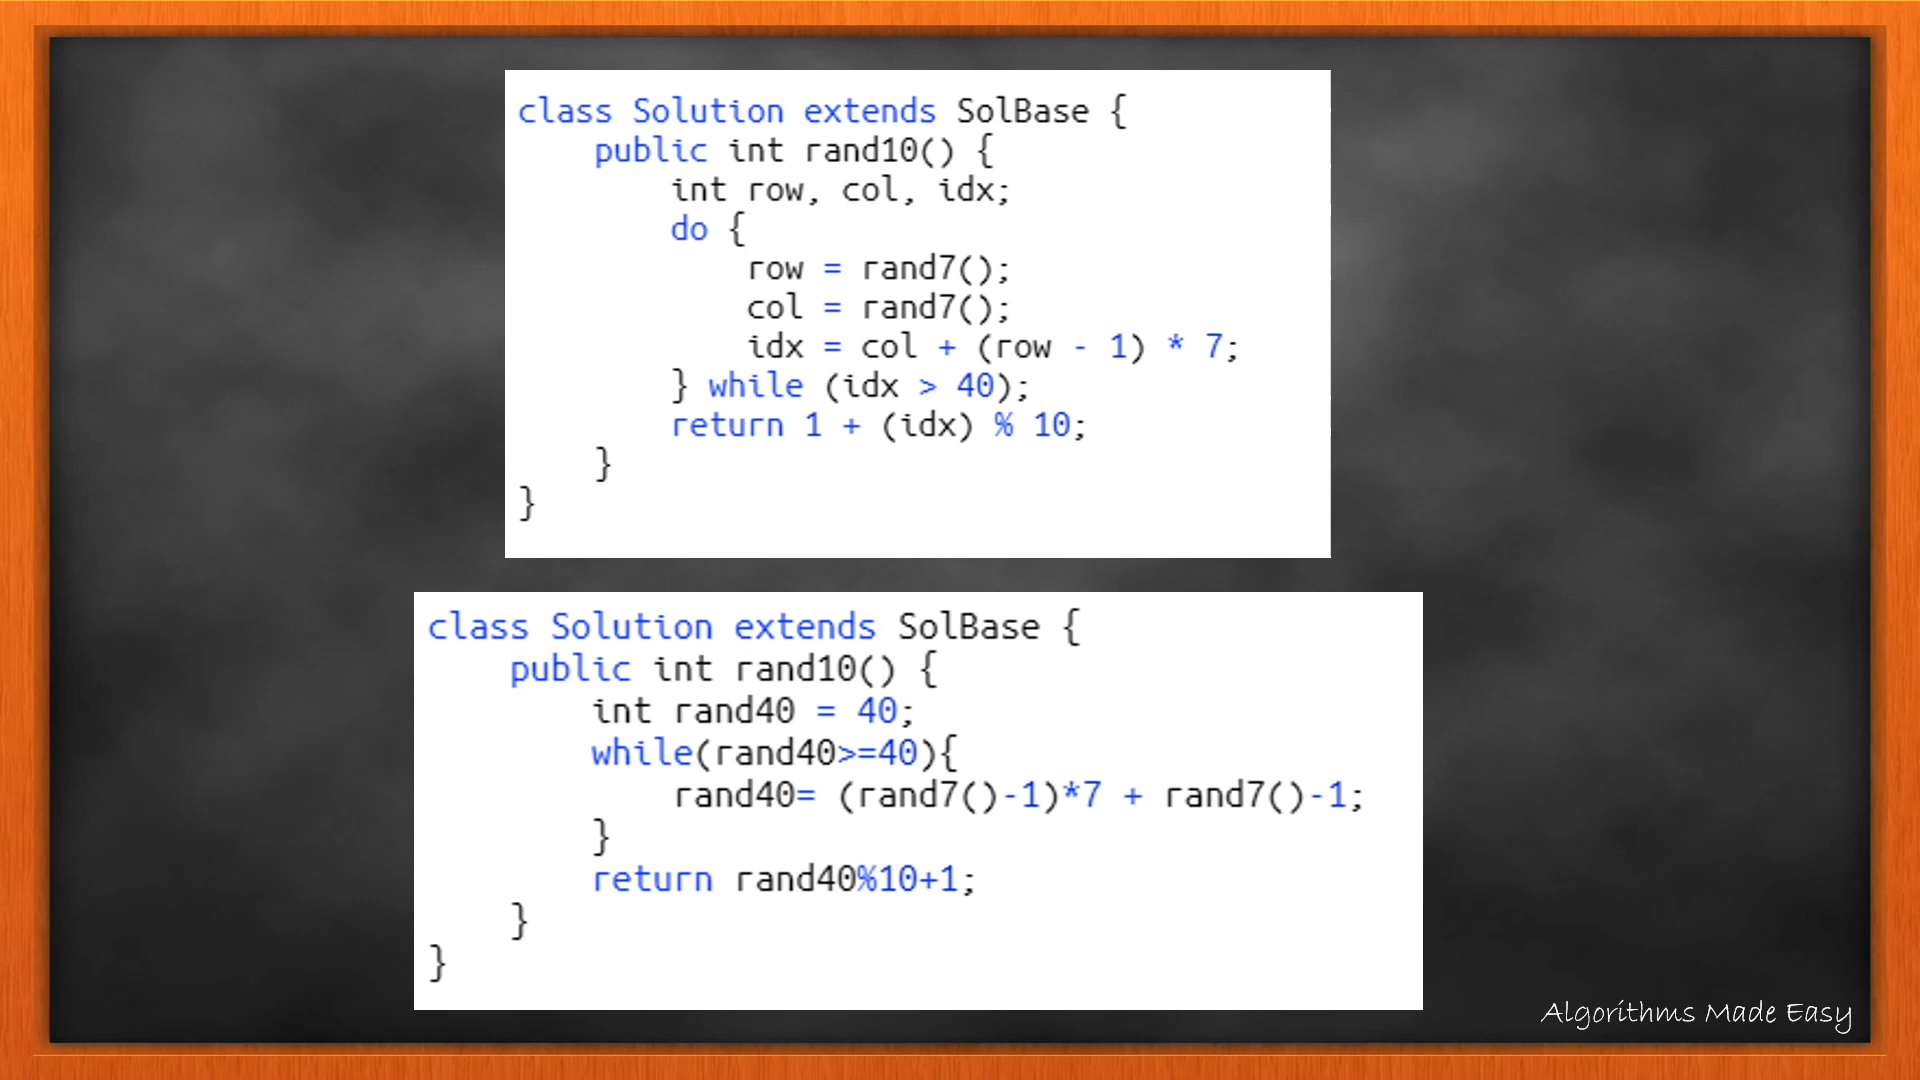 class Solution extends SolBase {
    public int rand10() {
        int row, col, idx;
        do {
            row = rand7();
            col = rand7();
            idx = col + (row - 1) * 7;
        } while (idx > 40);
        return 1 + (idx) % 10;
    }
}
class Solution extends SolBase {
    public int rand10() {
        int rand40 = 40;
        while(rand40>=40){
            rand40= (rand7()-1)*7 + rand7()-1;
        }
        return rand40%10+1;
    }
}
Algorithms Made Easy